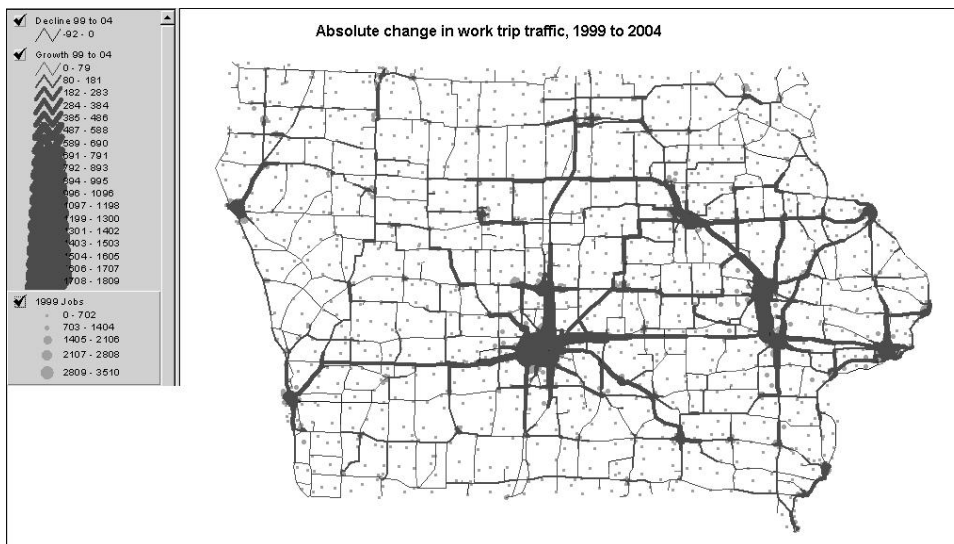 Decline 99 to 04
-92 - 0
Growth 99 to 04
0 - 79
80 - 181
182 - 283
284 - 384
385 - 486
487 - 588
589 - 690
691 - 791
792 - 893
894 - 995
996 - 1096
1097 - 1198
1199 - 1300
1301 - 1402
1403 - 1503
1504 - 1605
1606 - 1707
1708 - 1809
1999 Jobs
0 - 702
703 - 1404
1405 - 2106
2107 - 2808
2809 - 3510
Absolute change in work trip traffic, 1999 to 2004